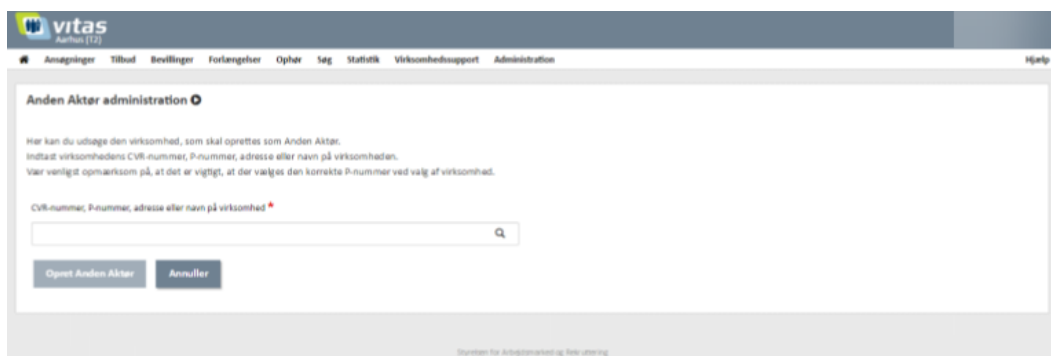 vitas
Aarhus (T2)
Ansøgninger Tilbud Bevillinger Forlængelser Ophør Søg Statistik Virksomhedssupport Administration Hjælp
Anden Aktør administration
Her kan du udsøge den virksomhed, som skal oprettes som Anden Aktør.
Indtast virksomhedens CVR-nummer, P-nummer, adresse eller navn på virksomheden.
Vær venligst opmærksom på, at det er vigtigt, at der vælges den korrekte P-nummer ved valg af virksomhed.
CVR-nummer, P-nummer, adresse eller navn på virksomhed *
Opret Anden Aktør Annuller
Styrelsen for Arbejdsmarked og Rekruttering